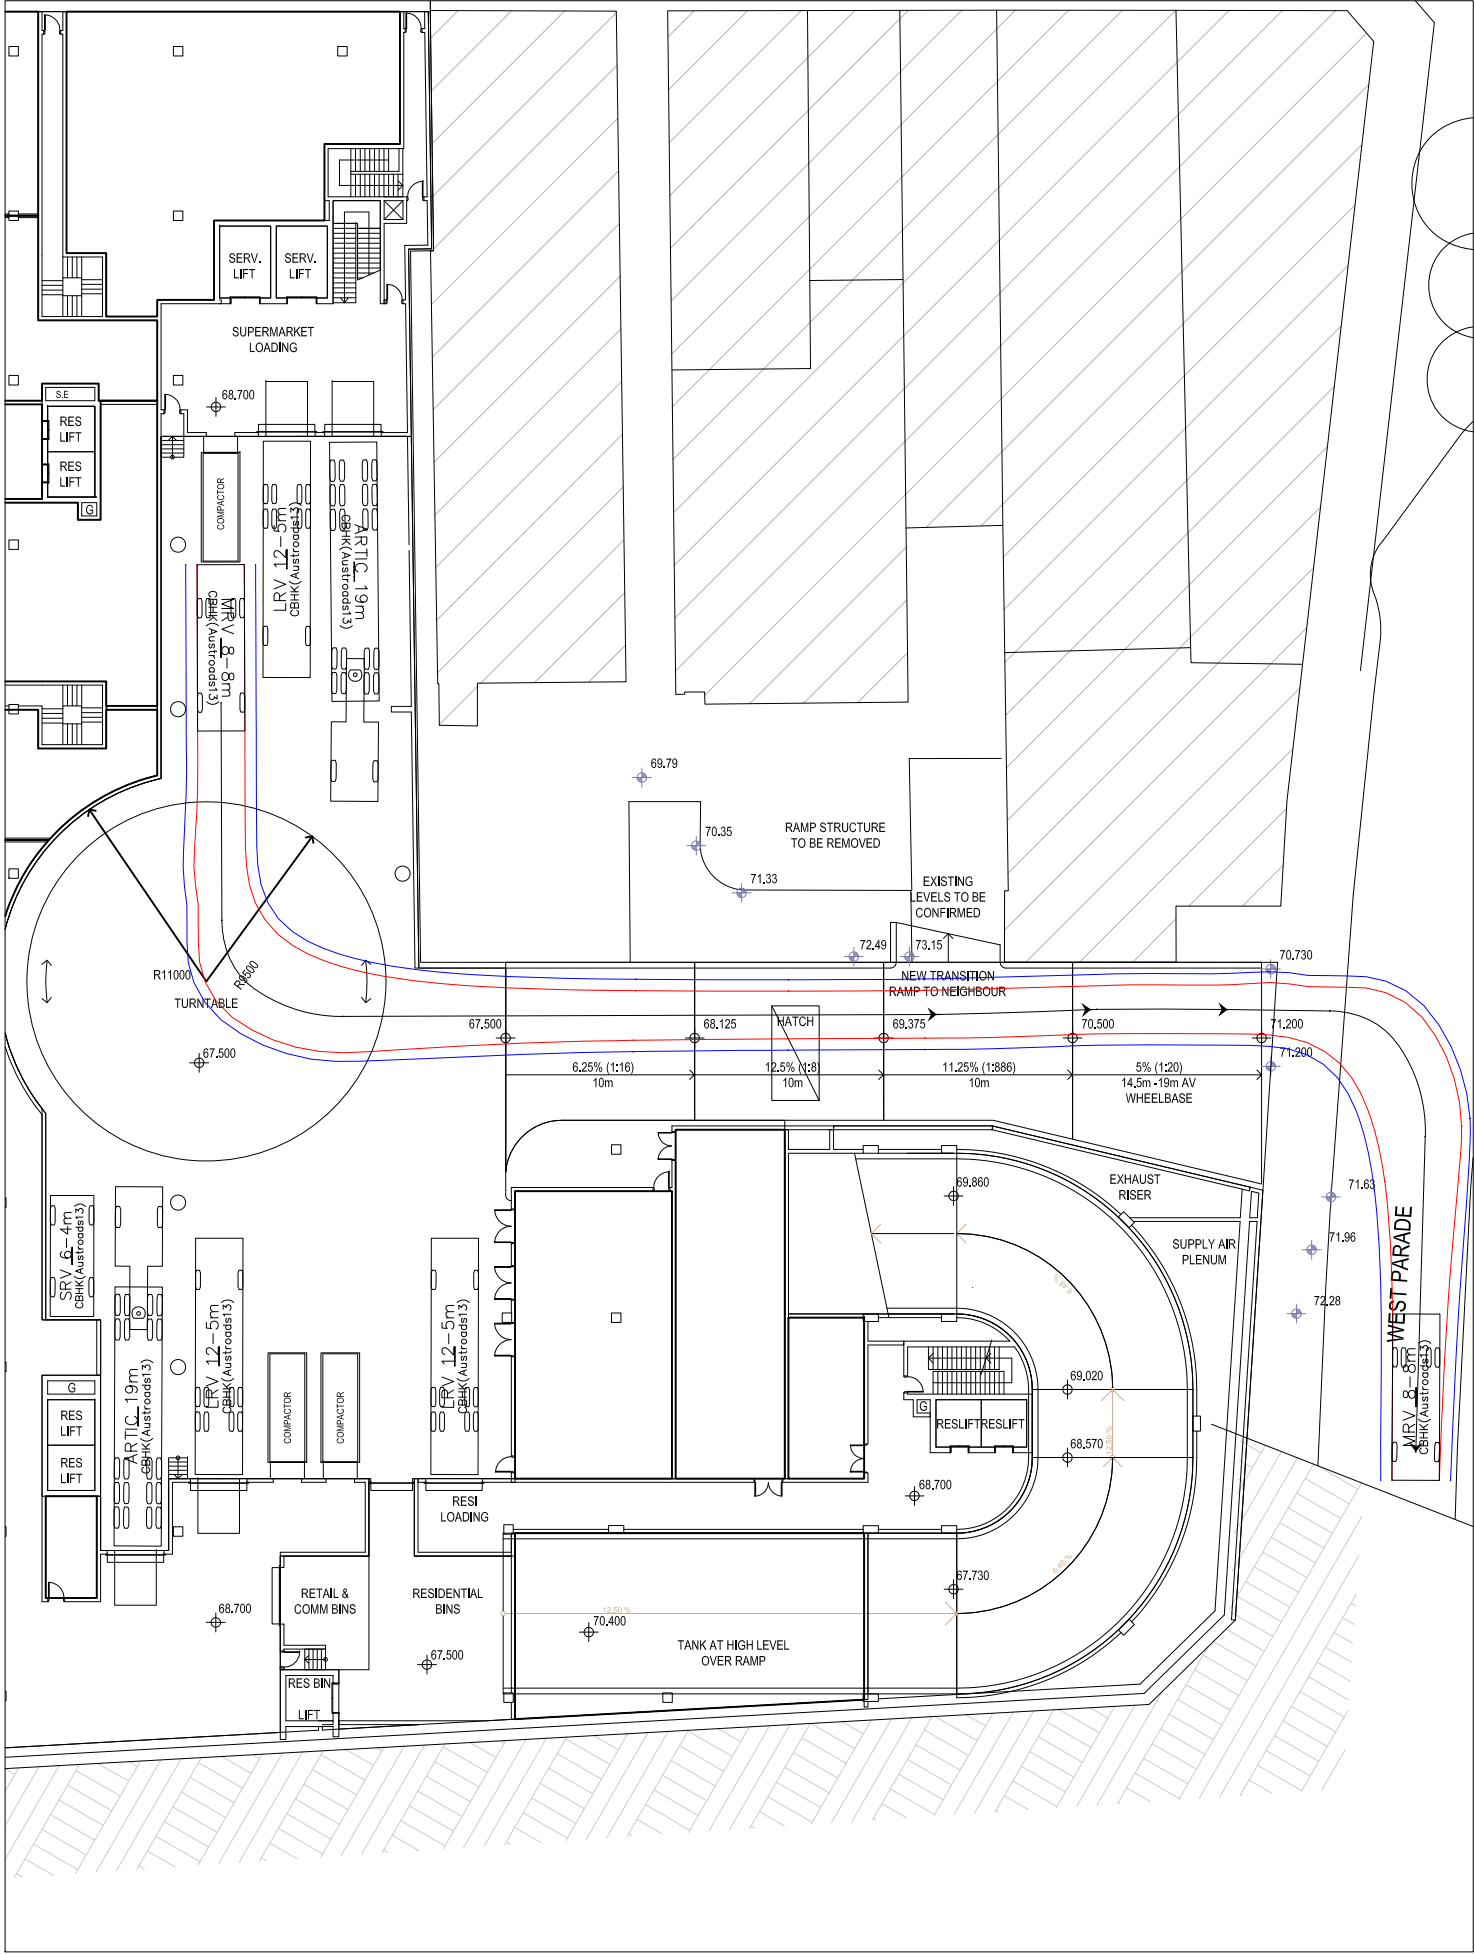 SERV.
LIFT
SERV.
LIFT
SUPERMARKET
LOADING
68.700
S.E
RES
LIFT
RES
LIFT
G
COMPACTOR
LRV 12-5m
CBHK(Austroads13)
ARTIC 19m
CBHK(Austroads13)
MRV 8-8m
CBHK(Austroads13)
69.79
70.35
71.33
RAMP STRUCTURE
TO BE REMOVED
EXISTING
LEVELS TO BE
CONFIRMED
72.49
73.15
70.730
NEW TRANSITION
RAMP TO NEIGHBOUR
R11000
R9500
TURNTABLE
67.500
67.500
68.125
HATCH
69.375
70.500
71.200
71.200
6.25% (1:16)
10m
12.5% (1:8)
10m
11.25% (1:886)
10m
5% (1:20)
14.5m -19m AV
WHEELBASE
69.860
EXHAUST
RISER
SUPPLY AIR
PLENUM
71.63
71.96
72.28
WEST PARADE
MRV 8-8m
CBHK(Austroads13)
SRV 6-4m
CBHK(Austroads13)
ARTIC 19m
CBHK(Austroads13)
LRV 12-5m
CBHK(Austroads13)
COMPACTOR
COMPACTOR
LRV 12-5m
CBHK(Austroads13)
G
RES
LIFT
RES
LIFT
69.020
12.50 %
68.570
G
RESLIFT
RESLIFT
68.700
RESI
LOADING
67.730
RETAIL &
COMM BINS
RESIDENTIAL
BINS
68.700
12.50 %
70.400
TANK AT HIGH LEVEL
OVER RAMP
67.500
RES BIN
LIFT